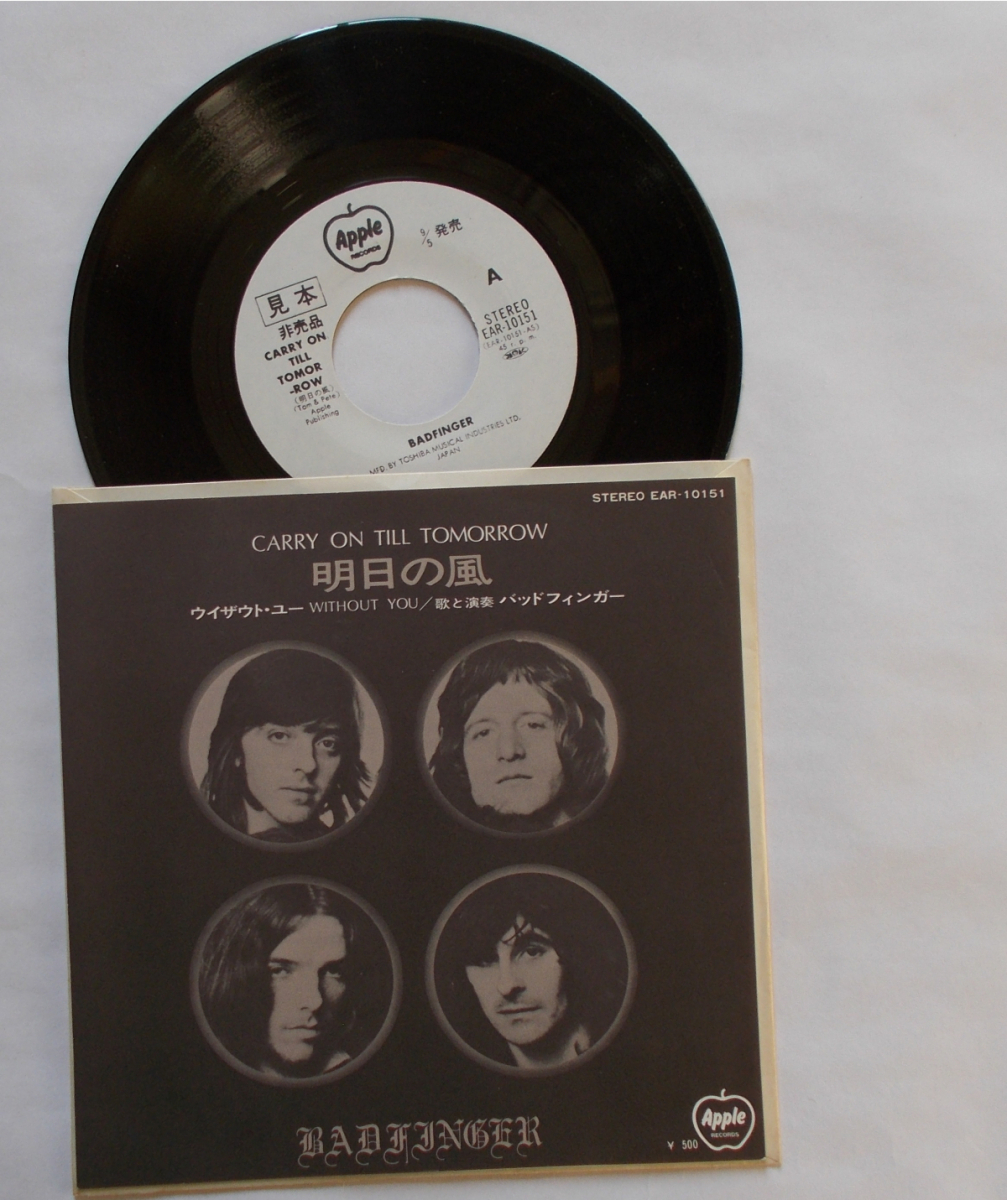 Apple
RECORDS
9/5 発売
A
見本
非売品
CARRY ON
TILL
TOMOR
-ROW
(明日の風)
(Tom & Pete)
Apple
Publishing
STEREO
EAR-10151
(EAR-10151-AS)
45 r. p. m.
BADFINGER
MFD. BY TOSHIBA MUSICAL INDUSTRIES LTD.
JAPAN
STEREO EAR-10151
CARRY ON TILL TOMORROW
明日の風
ウイザウト・ユー WITHOUT YOU/歌と演奏 バッドフィンガー
BADFINGER
¥ 500
Apple
RECORDS